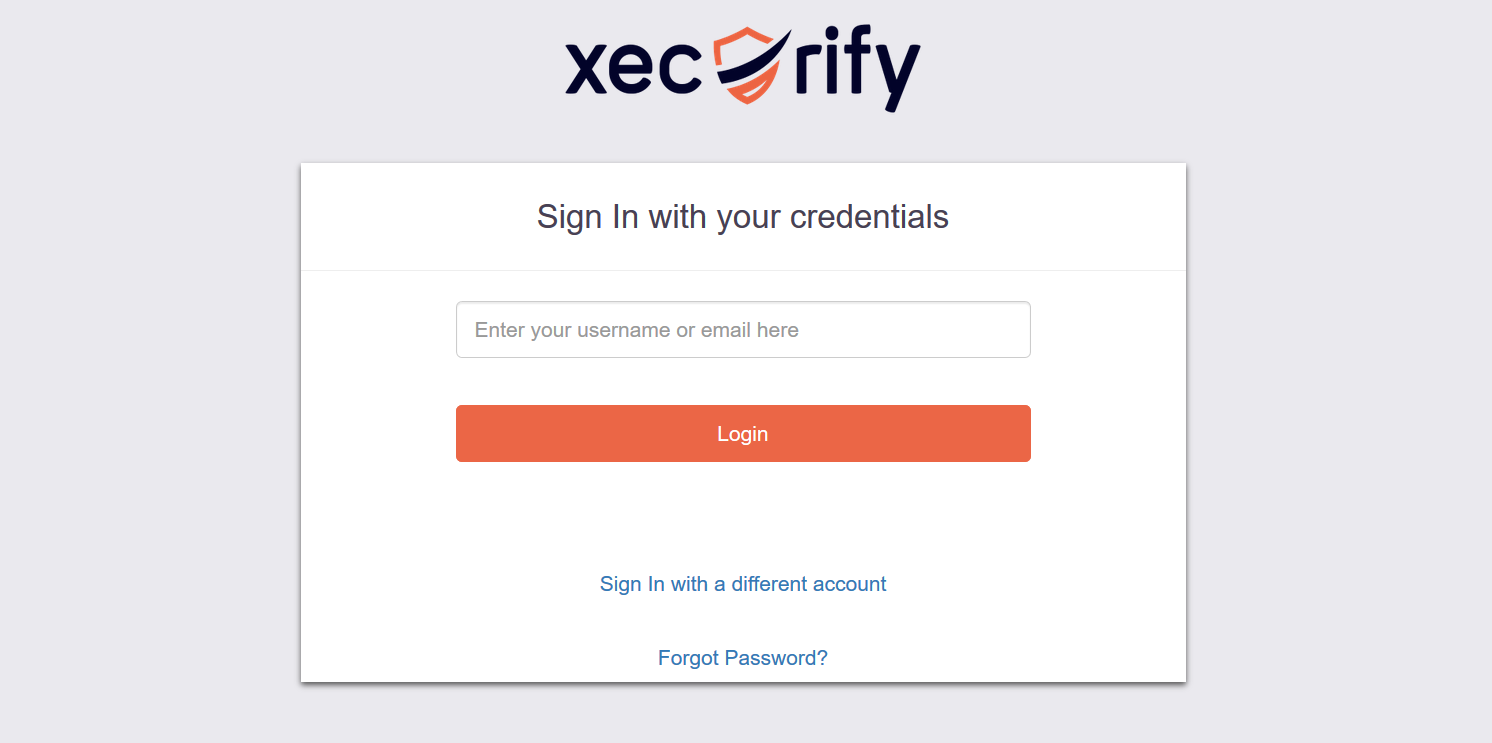 xecurify
Sign In with your credentials
Enter your username or email here
Login
Sign In with a different account
Forgot Password?